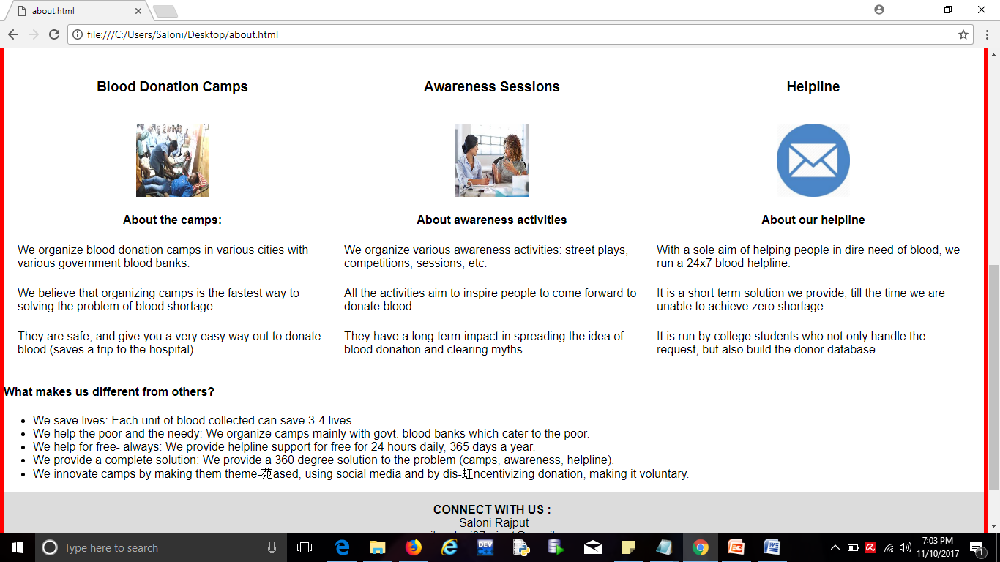 about.html
file:///C:/Users/Saloni/Desktop/about.html
Blood Donation Camps
Awareness Sessions
Helpline
About the camps:
We organize blood donation camps in various cities with
various government blood banks.
We believe that organizing camps is the fastest way to
solving the problem of blood shortage
They are safe, and give you a very easy way out to donate
blood (saves a trip to the hospital).
About awareness activities
We organize various awareness activities: street plays,
competitions, sessions, etc.
All the activities aim to inspire people to come forward to
donate blood
They have a long term impact in spreading the idea of
blood donation and clearing myths.
About our helpline
With a sole aim of helping people in dire need of blood, we
run a 24x7 blood helpline.
It is a short term solution we provide, till the time we are
unable to achieve zero shortage
It is run by college students who not only handle the
request, but also build the donor database
What makes us different from others?
• We save lives: Each unit of blood collected can save 3-4 lives.
• We help the poor and the needy: We organize camps mainly with govt. blood banks which cater to the poor.
• We help for free- always: We provide helpline support for free for 24 hours daily, 365 days a year.
• We provide a complete solution: We provide a 360 degree solution to the problem (camps, awareness, helpline).
• We innovate camps by making them theme-苑ased, using social media and by dis-虹ncentivizing donation, making it voluntary.
CONNECT WITH US :
Saloni Rajput
Type here to search
DEV
7:03 PM
11/10/2017
1